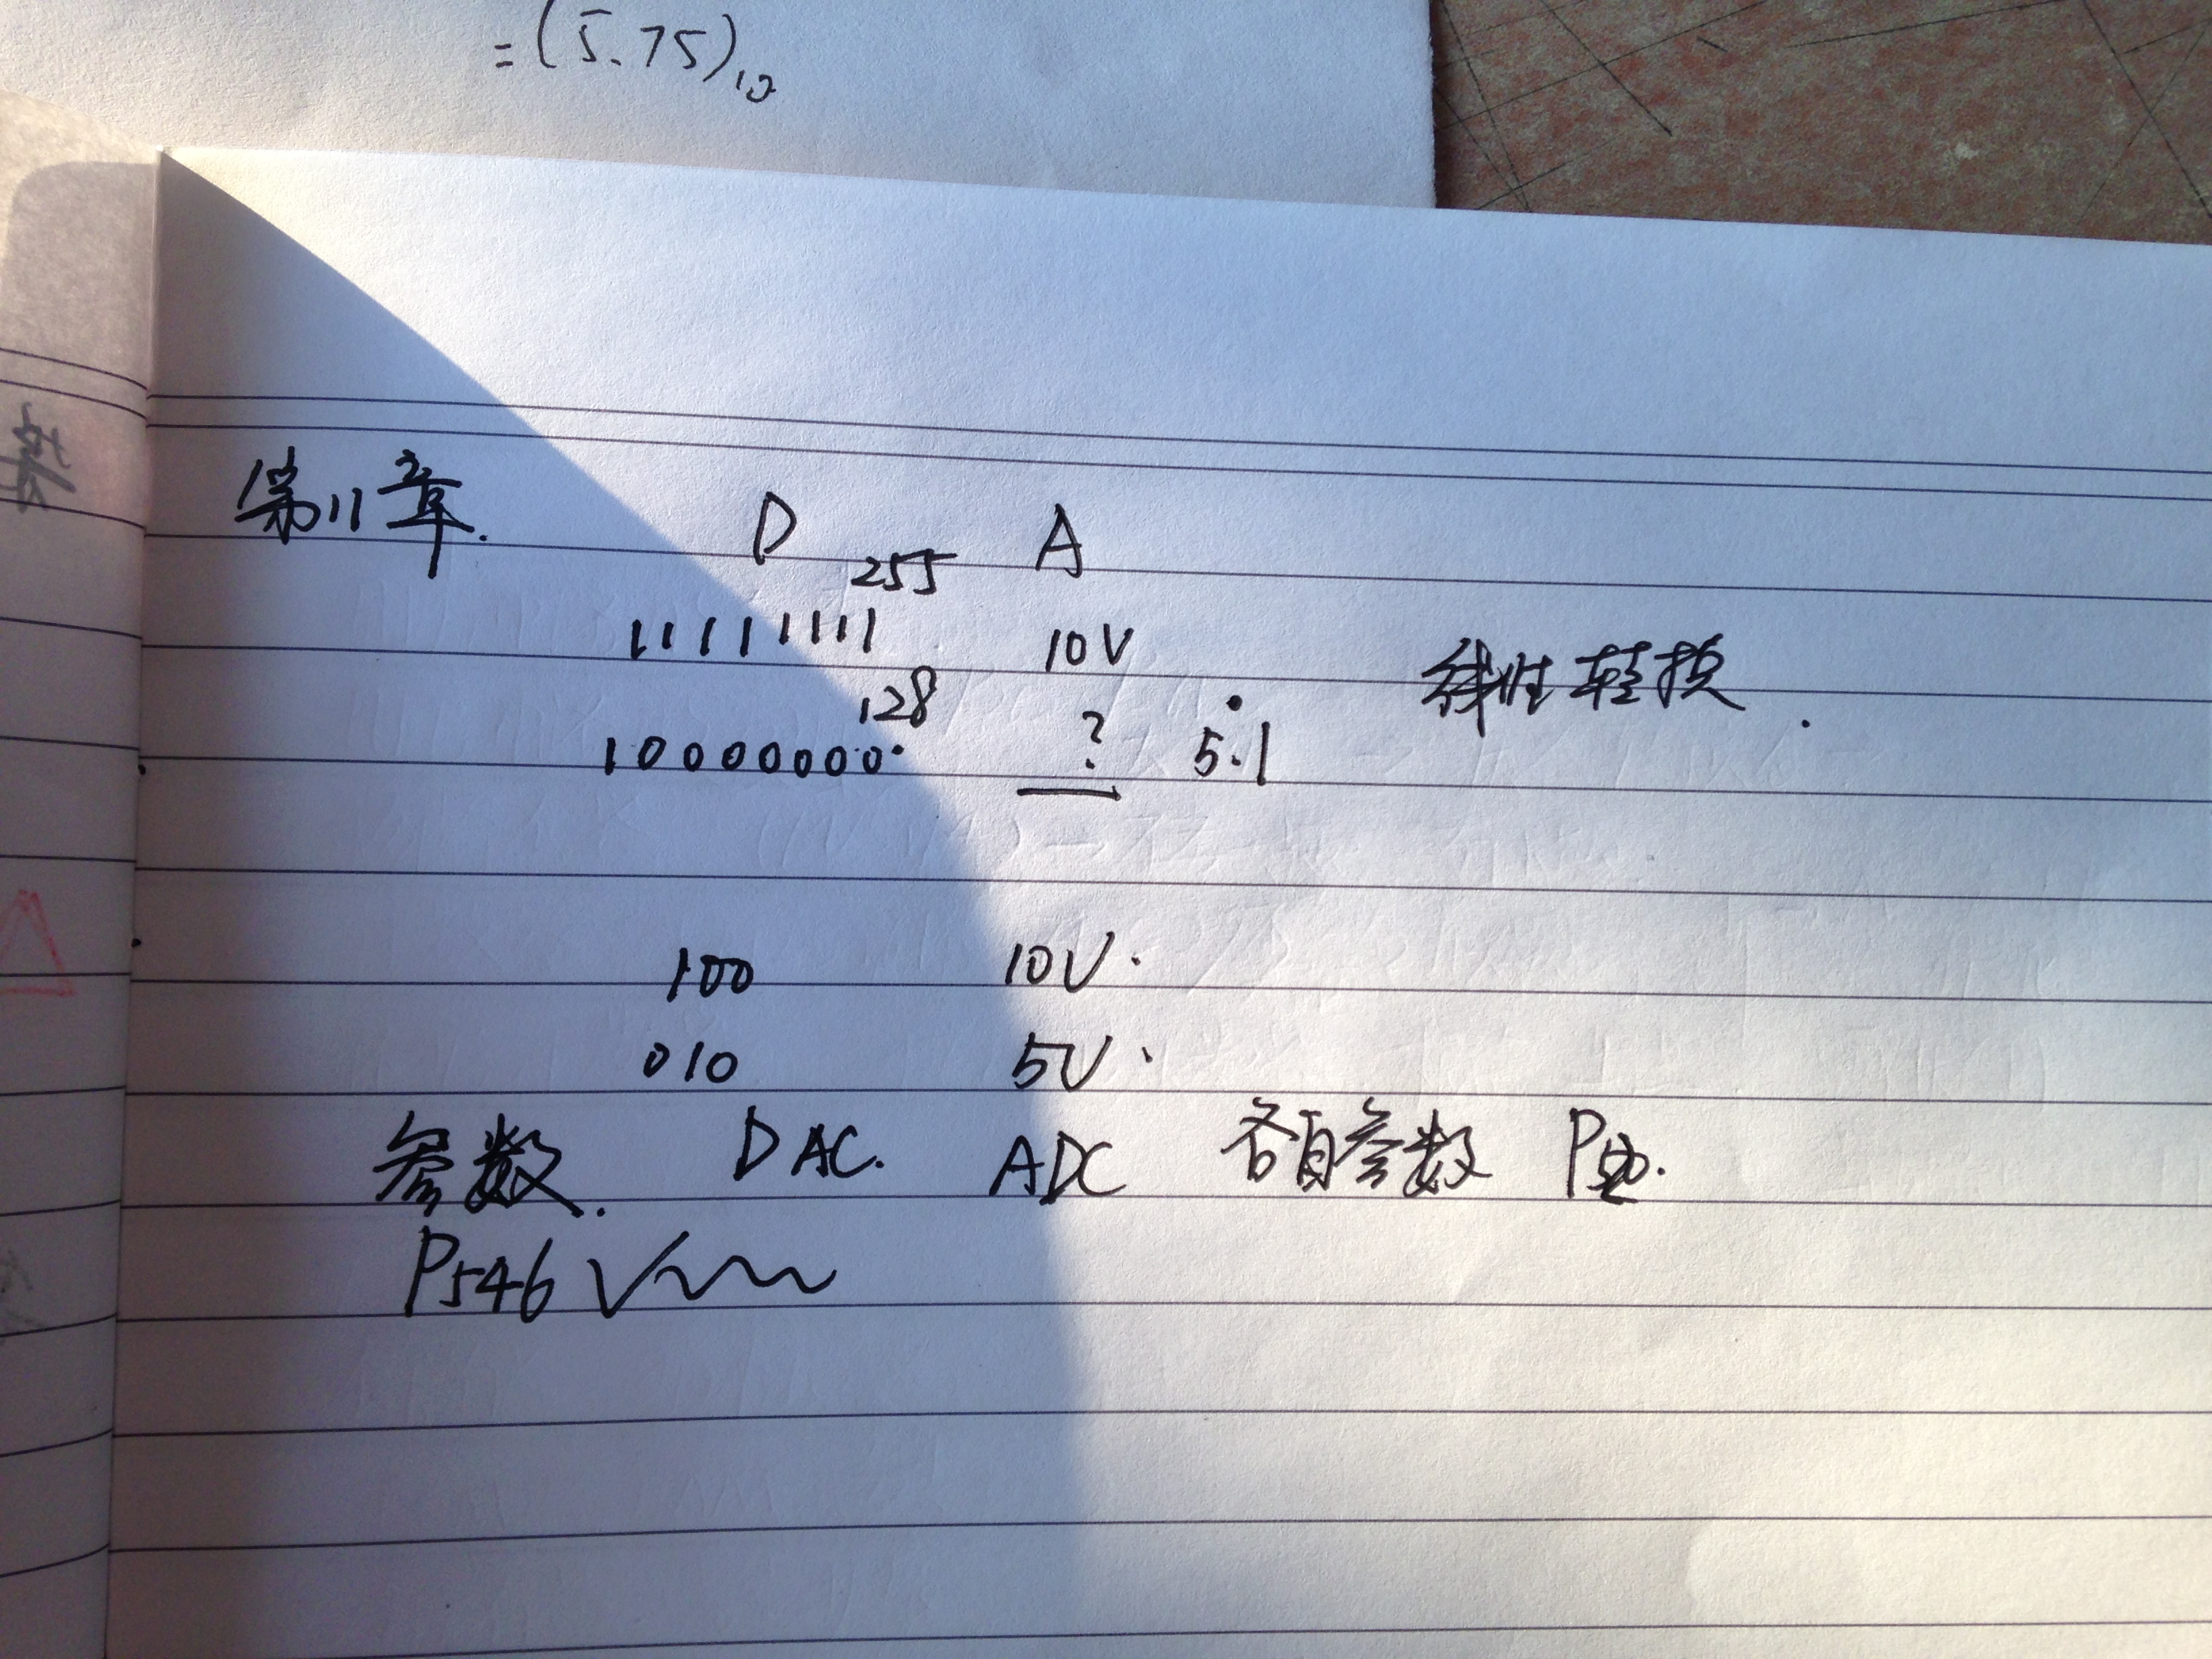 =(5.75)10
第11章.
D A
255
11111111 10V
线性转换.
128
10000000 ? 5.1
100 10V.
010 5V.
参数. DAC. ADC 各自参数
P546